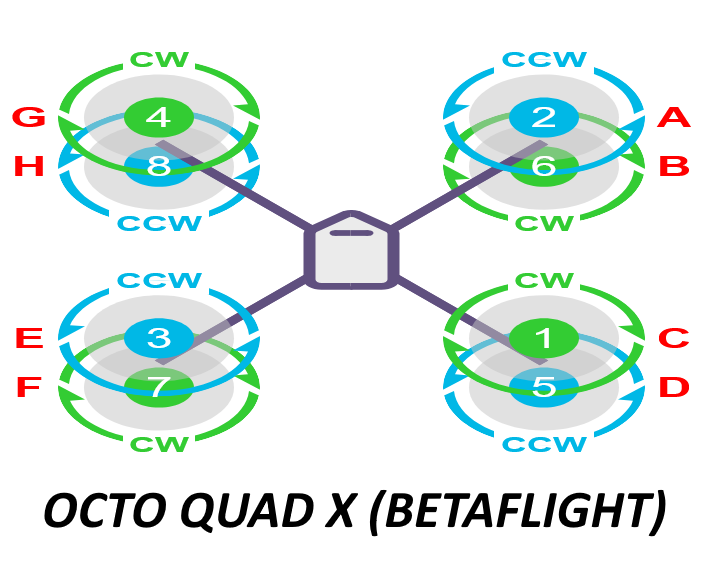 CW CCW
G 4 2 A
H 8 6 B
CCW CW
CCW CW
E 3 1 C
F 7 5 D
CW CCW
OCTO QUAD X (BETAFLIGHT)